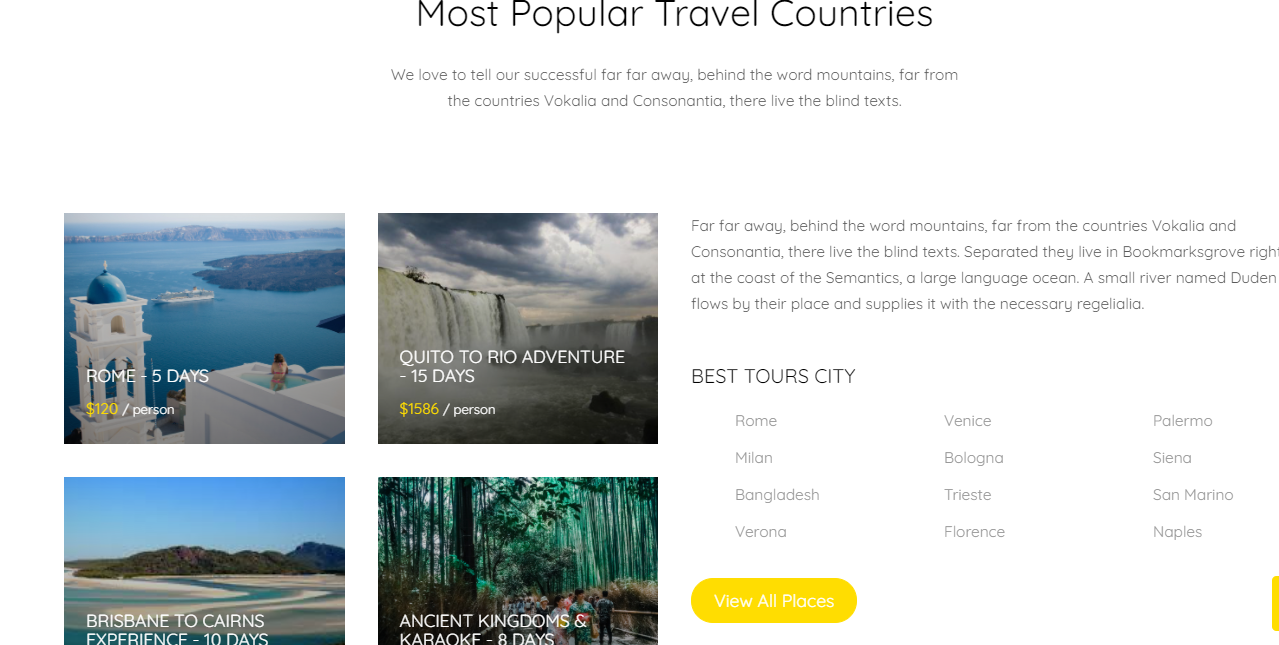 Most Popular Travel Countries
We love to tell our successful far far away, behind the word mountains, far from
the countries Vokalia and Consonantia, there live the blind texts.
ROME - 5 DAYS
$120 / person
QUITO TO RIO ADVENTURE
- 15 DAYS
$1586 / person
BRISBANE TO CAIRNS
EXPERIENCE - 10 DAYS
ANCIENT KINGDOMS &
KARAOKE - 8 DAYS
Far far away, behind the word mountains, far from the countries Vokalia and
Consonantia, there live the blind texts. Separated they live in Bookmarksgrove right
at the coast of the Semantics, a large language ocean. A small river named Duden
flows by their place and supplies it with the necessary regelialia.
BEST TOURS CITY
Rome Venice Palermo
Milan Bologna Siena
Bangladesh Trieste San Marino
Verona Florence Naples
View All Places